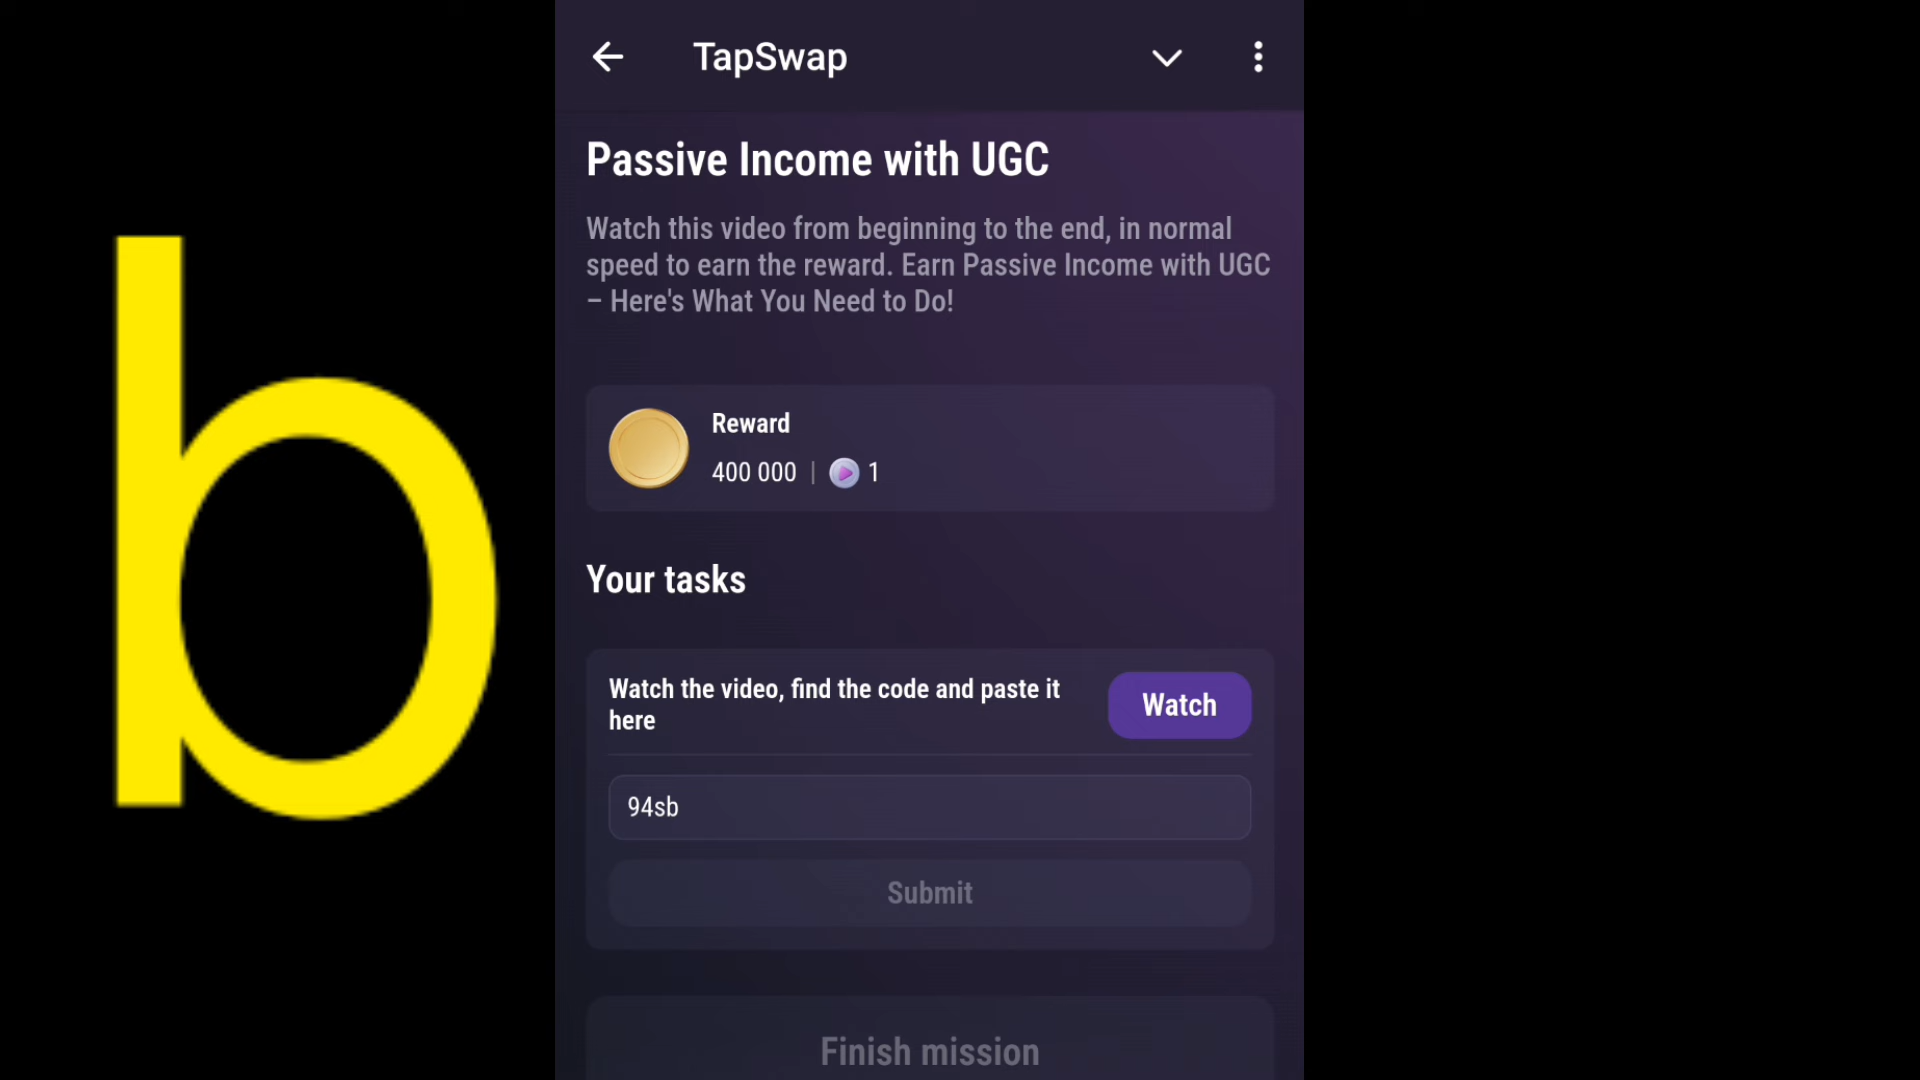 b
TapSwap
Passive Income with UGC
Watch this video from beginning to the end, in normal
speed to earn the reward. Earn Passive Income with UGC
– Here's What You Need to Do!
Reward
400 000 | 1
Your tasks
Watch the video, find the code and paste it
here
Watch
94sb
Submit
Finish mission